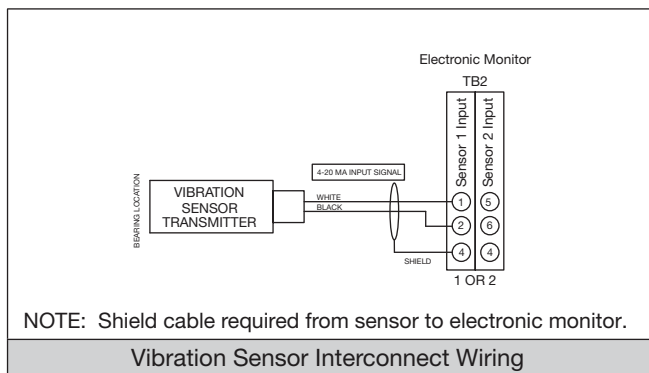 Electronic Monitor
TB2
Sensor 1 Input
Sensor 2 Input
4-20 MA INPUT SIGNAL
BEARING LOCATION
VIBRATION
SENSOR
TRANSMITTER
WHITE
BLACK
SHIELD
1 5
2 6
4 4
1 OR 2
NOTE: Shield cable required from sensor to electronic monitor.
Vibration Sensor Interconnect Wiring